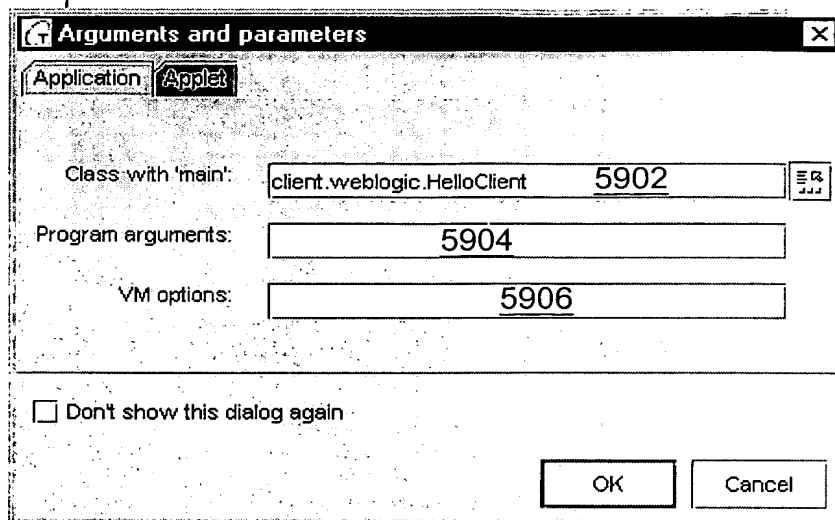 Arguments and parameters
Application Applet
Class with 'main': client.weblogic.HelloClient 5902
Program arguments: 5904
VM options: 5906
Don't show this dialog again
OK Cancel